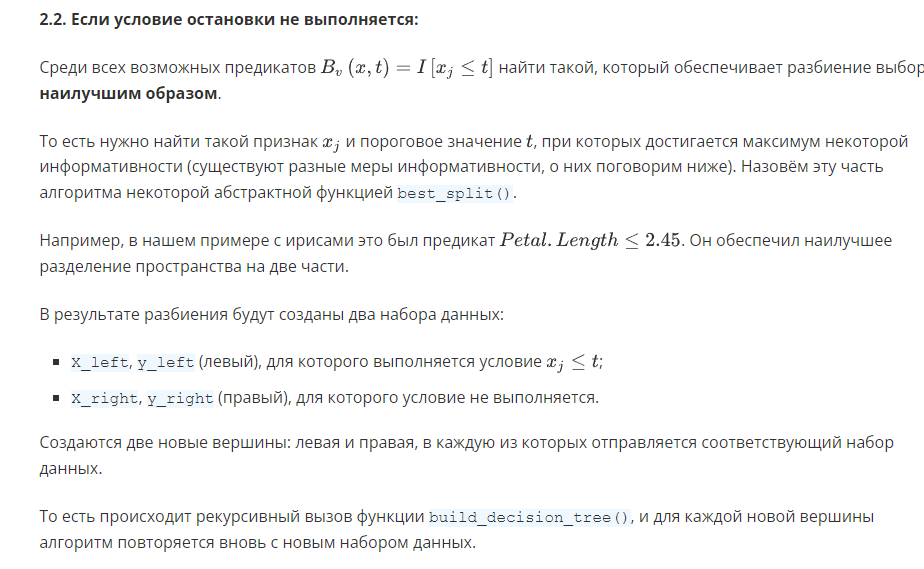 2.2. Если условие остановки не выполняется:
Среди всех возможных предикатов B_v (x, t) = I [x_j ≤ t] найти такой, который обеспечивает разбиение выбор
наилучшим образом.
То есть нужно найти такой признак x_j и пороговое значение t, при которых достигается максимум некоторой
информативности (существуют разные меры информативности, о них поговорим ниже). Назовём эту часть
алгоритма некоторой абстрактной функцией best_split().
Например, в нашем примере с ирисами это был предикат Petal. Length ≤ 2.45. Он обеспечил наилучшее
разделение пространства на две части.
В результате разбиения будут созданы два набора данных:
▪ X_left, y_left (левый), для которого выполняется условие x_j ≤ t;
▪ X_right, y_right (правый), для которого условие не выполняется.
Создаются две новые вершины: левая и правая, в каждую из которых отправляется соответствующий набор
данных.
То есть происходит рекурсивный вызов функции build_decision_tree(), и для каждой новой вершины
алгоритм повторяется вновь с новым набором данных.